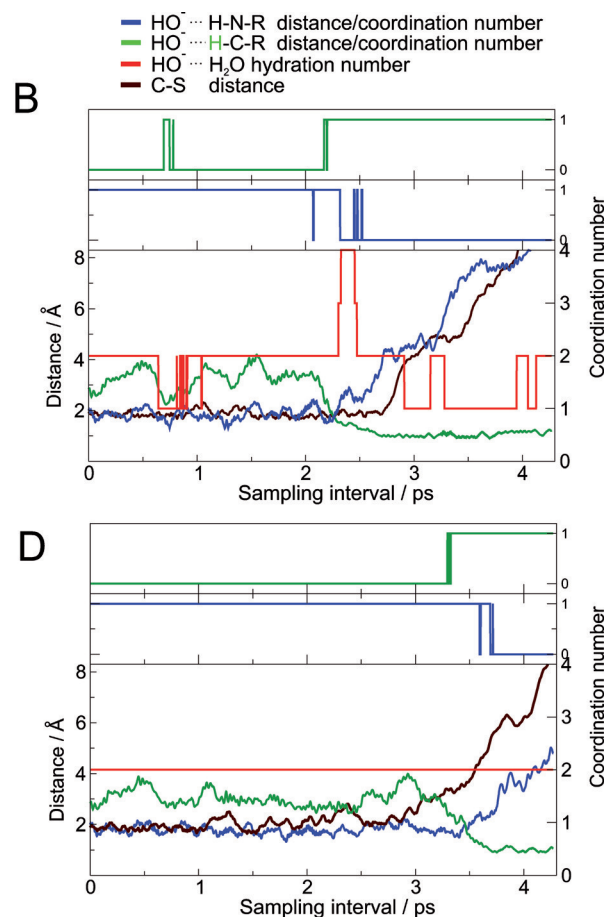 HO⁻ ··· H-N-R distance/coordination number
HO⁻ ···· H-C-R distance/coordination number
HO⁻ ··· H₂O hydration number
C-S distance
B
1
0
1
0
8
6
4
2
4
3
2
1
0
Distance / Å
Coordination number
0 1 2 3 4
Sampling interval / ps
D
1
0
1
0
8
6
4
2
4
3
2
1
0
Distance / Å
Coordination number
0 1 2 3 4
Sampling interval / ps